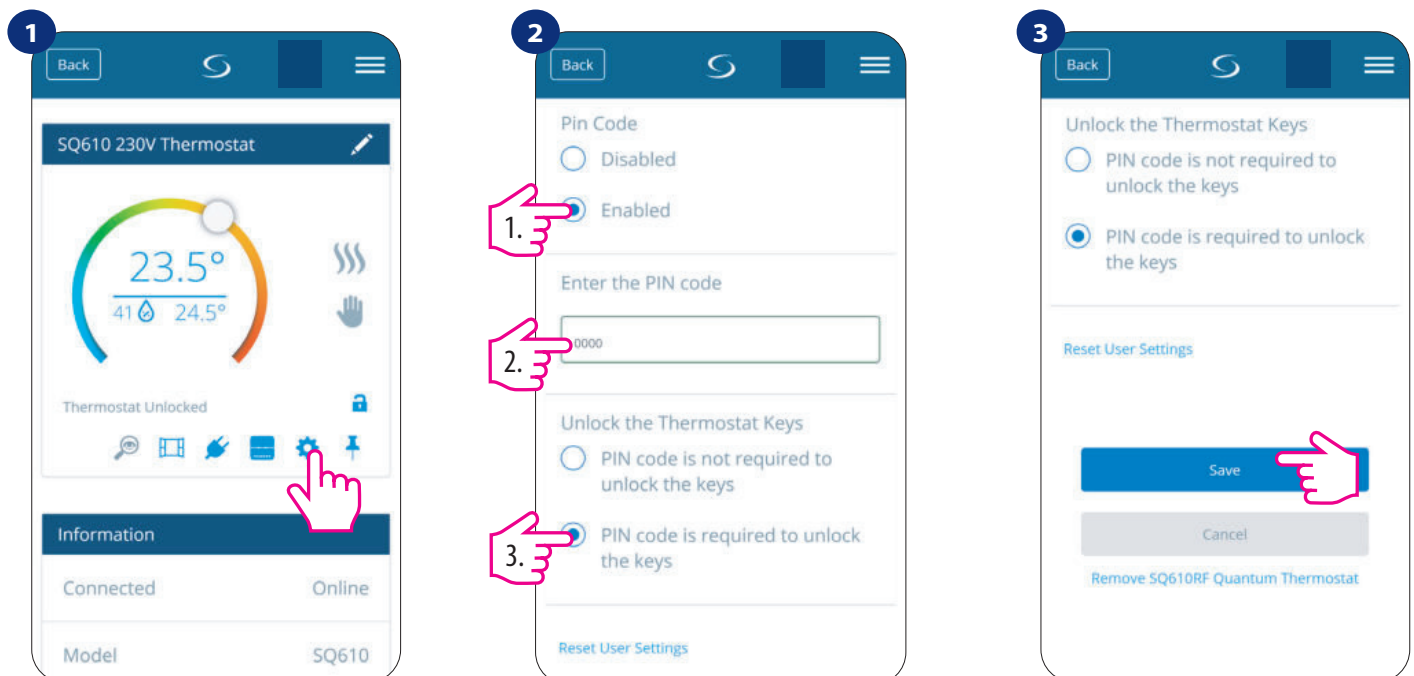 1
Back
SQ610 230V Thermostat
23.5°
41 24.5°
Thermostat Unlocked
Information
Connected Online
Model SQ610
2
Back
Pin Code
Disabled
1. Enabled
Enter the PIN code
2. 0000
Unlock the Thermostat Keys
PIN code is not required to
unlock the keys
3. PIN code is required to unlock
the keys
Reset User Settings
3
Back
Unlock the Thermostat Keys
PIN code is not required to
unlock the keys
PIN code is required to unlock
the keys
Reset User Settings
Save
Cancel
Remove SQ610RF Quantum Thermostat